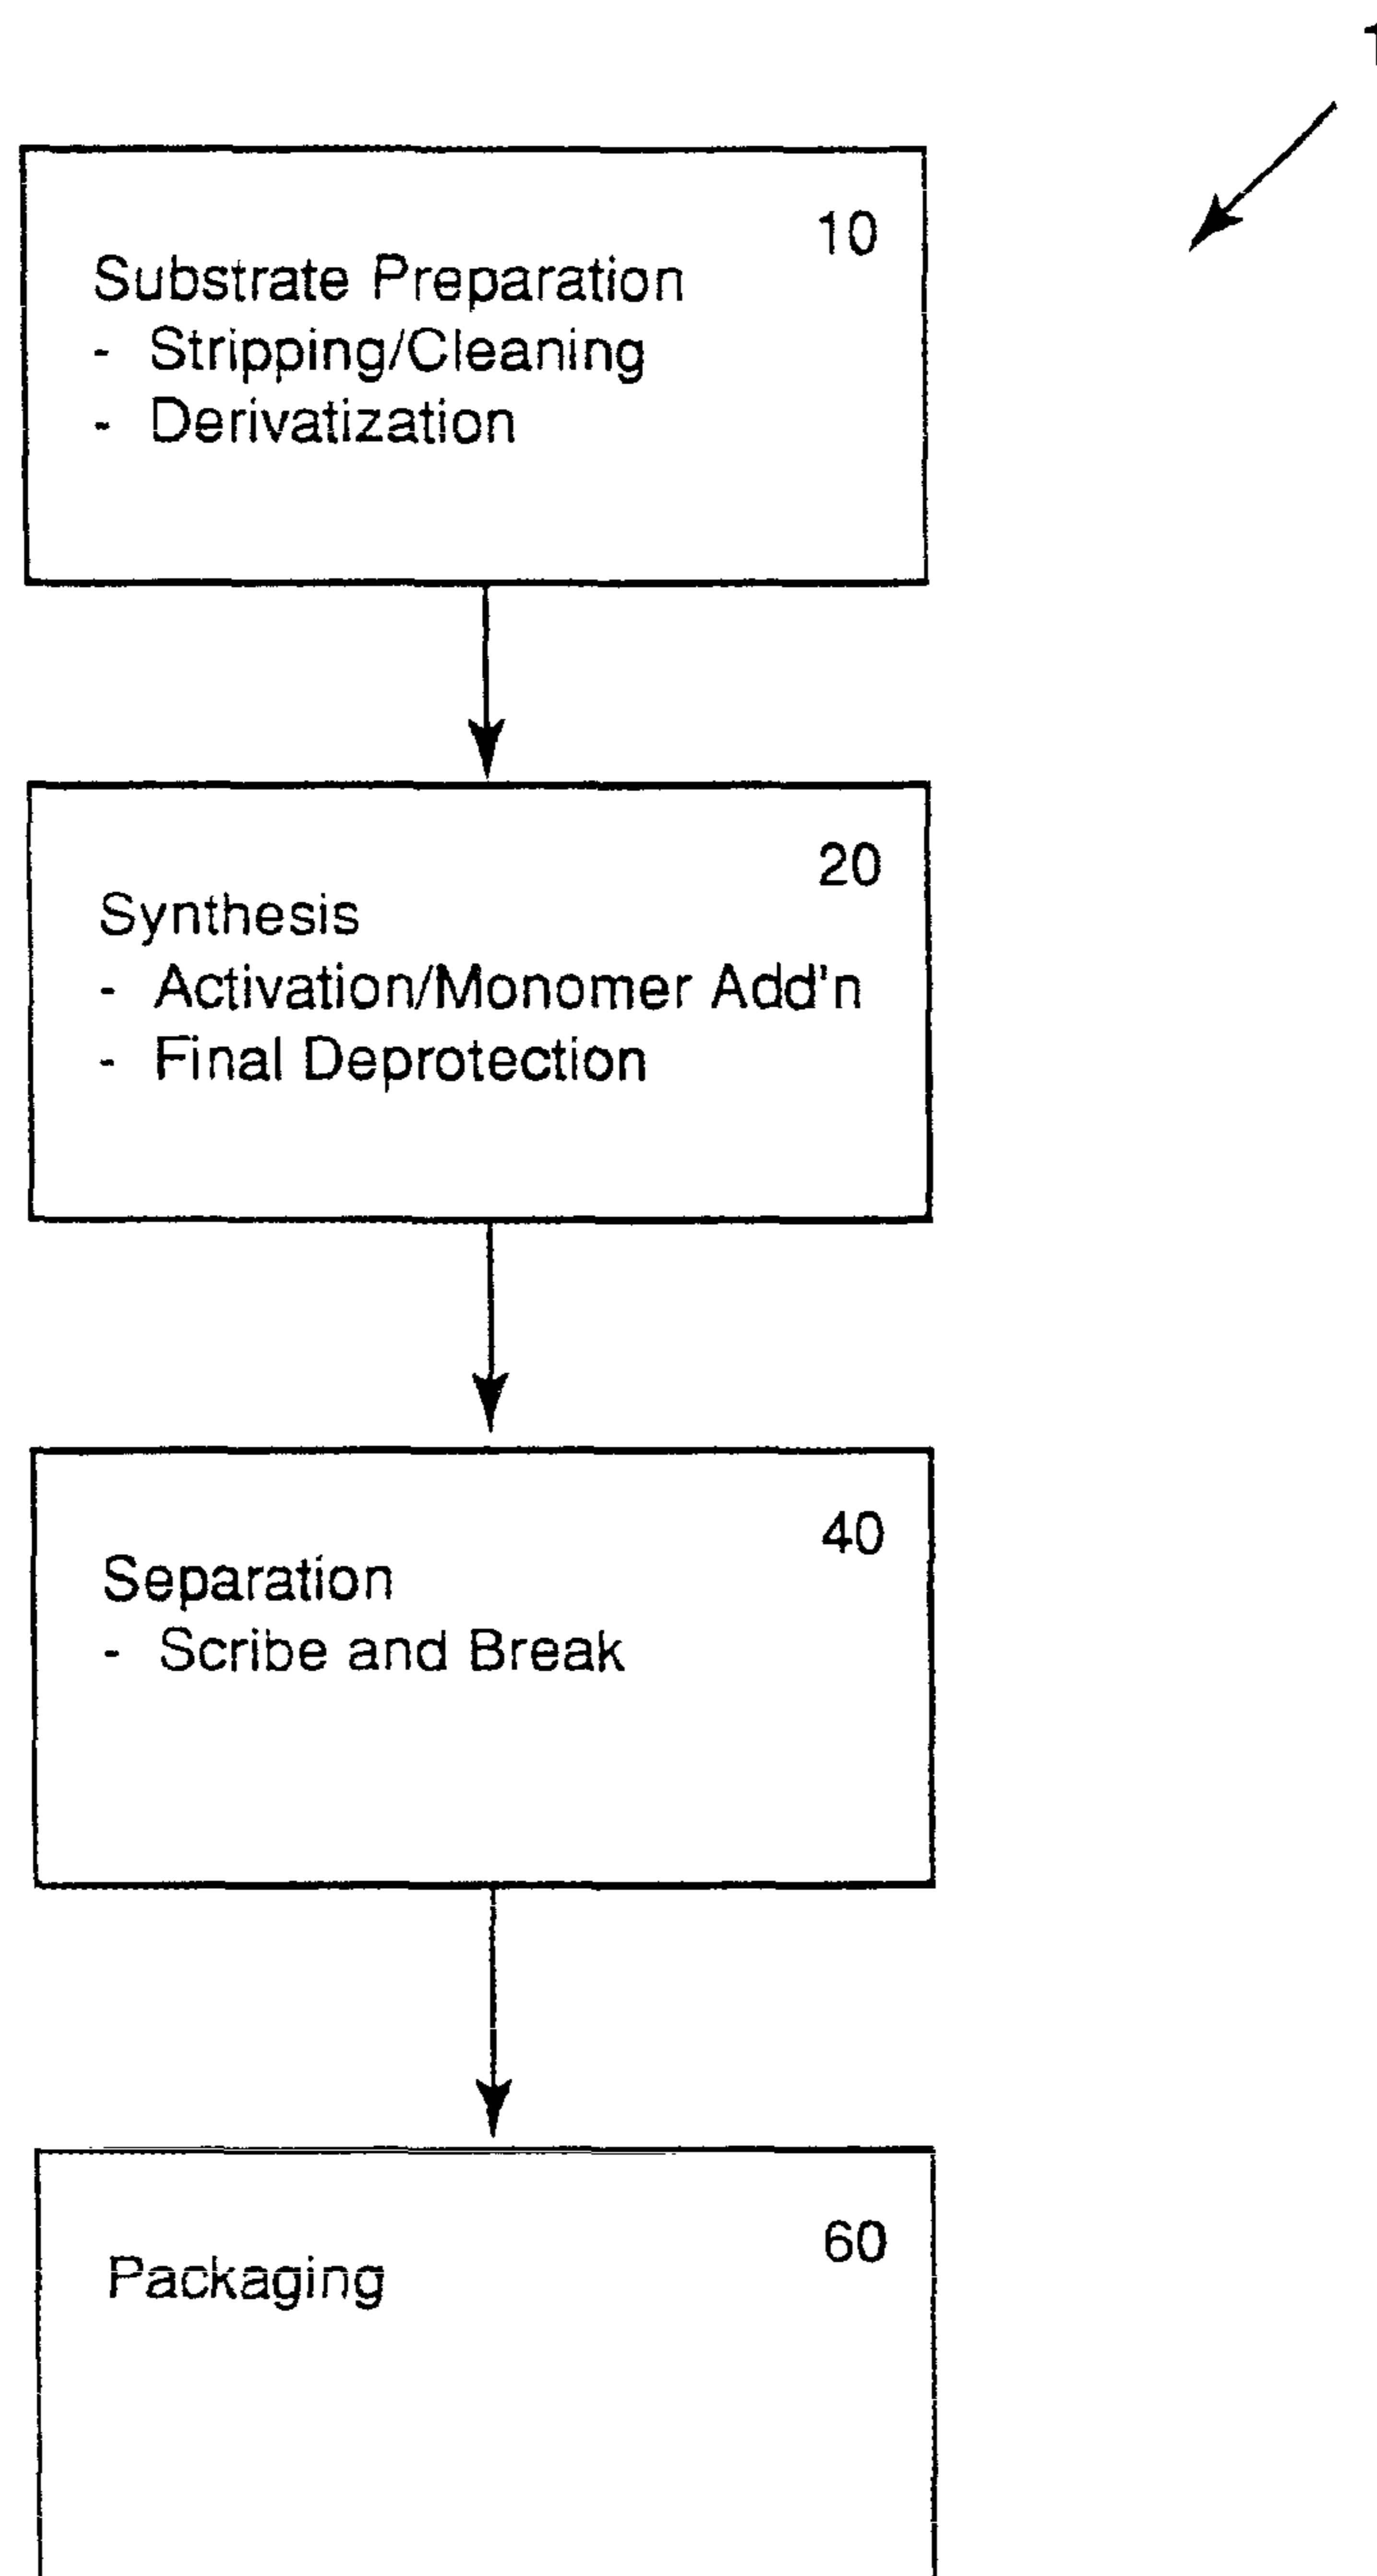 1
10
Substrate Preparation
- Stripping/Cleaning
- Derivatization
20
Synthesis
- Activation/Monomer Add'n
- Final Deprotection
40
Separation
- Scribe and Break
60
Packaging